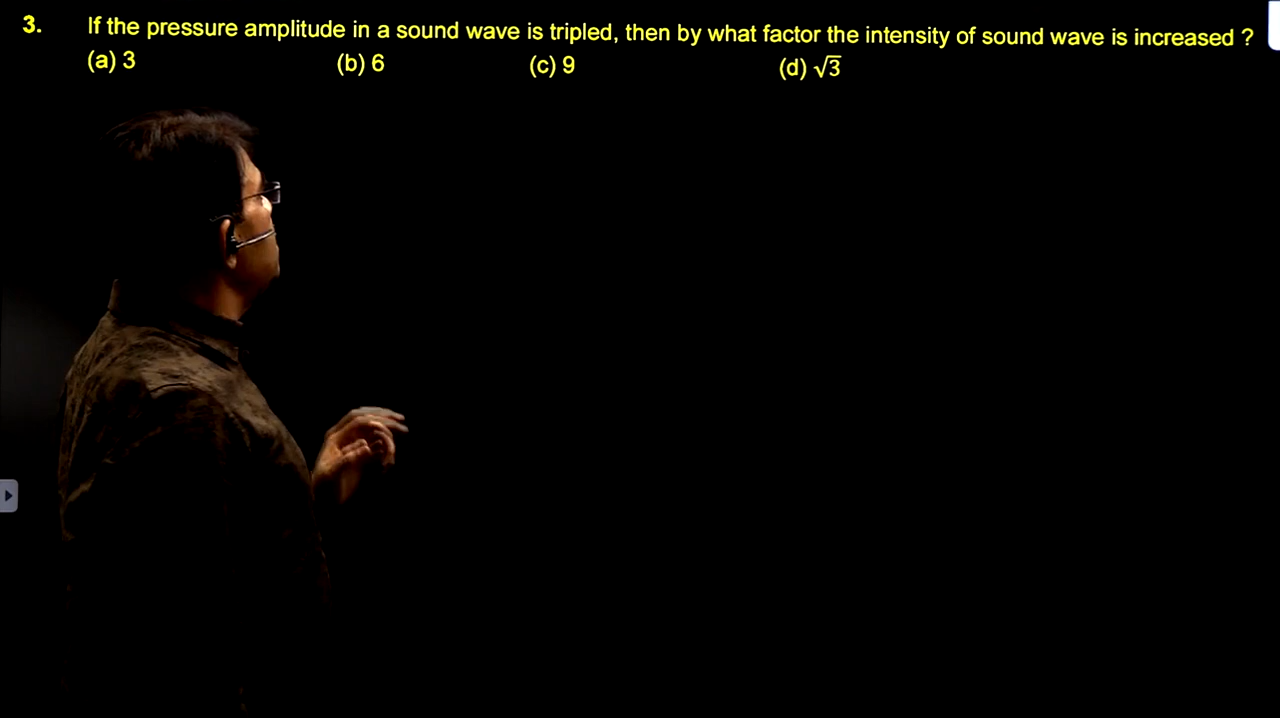 3. If the pressure amplitude in a sound wave is tripled, then by what factor the intensity of sound wave is increased ?
(a) 3 (b) 6 (c) 9 (d) √3